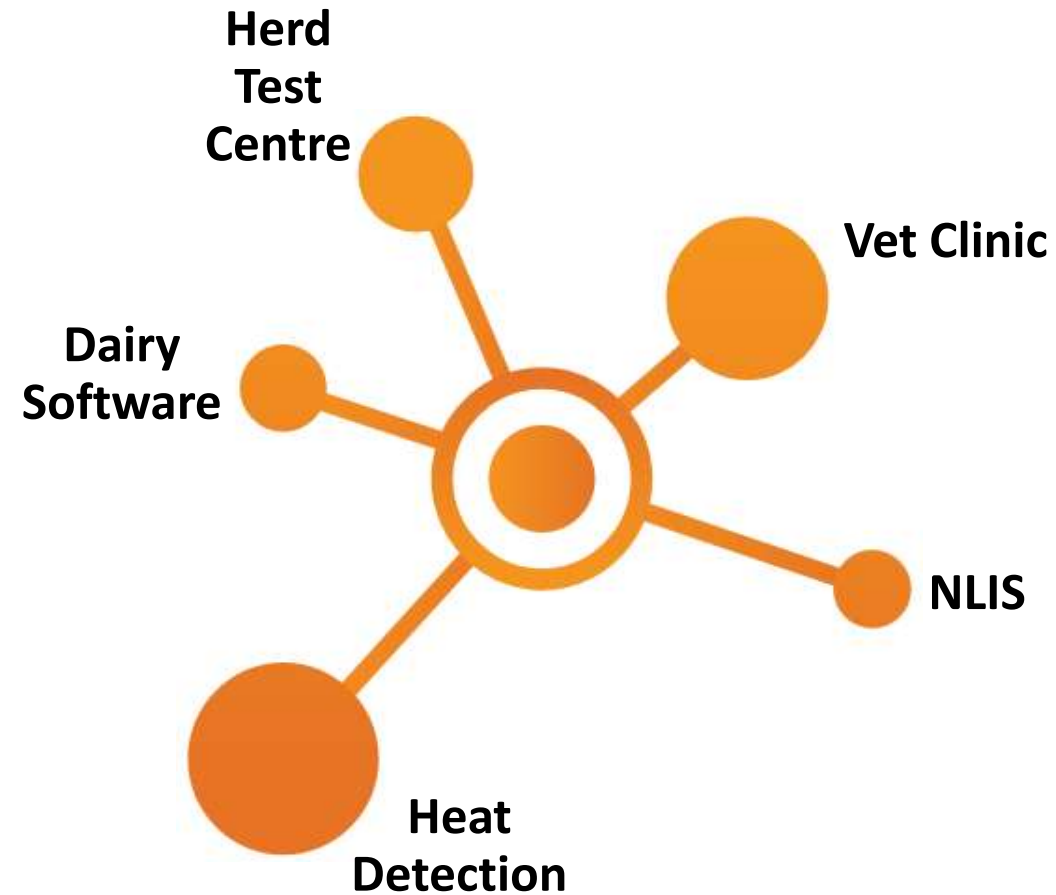 Herd
Test
Centre
Vet Clinic
Dairy
Software
NLIS
Heat
Detection